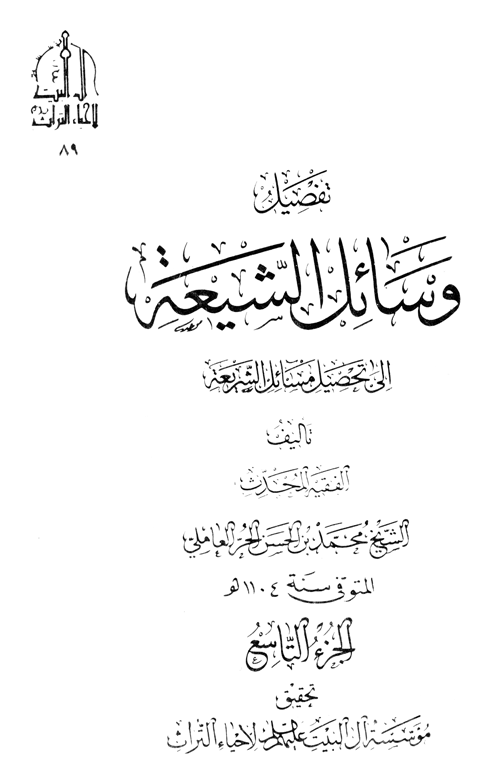 آل البيت
لإحياء التراث
٨٩
تفصيل
وسائل الشيعة
إلى تحصيل مسائل الشريعة
تأليف
الفقيه المحدث
الشيخ محمد بن الحسن الحر العاملي
المتوفى سنة ١١٠٤ هـ
الجزء التاسع
تحقيق
مؤسسة آل البيت عليهم السلام لإحياء التراث